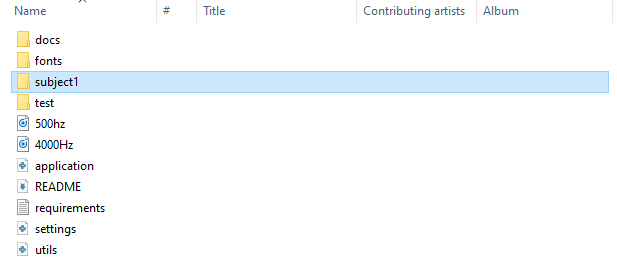 Name # Title Contributing artists Album
docs
fonts
subject1
test
500hz
4000Hz
application
README
requirements
settings
utils